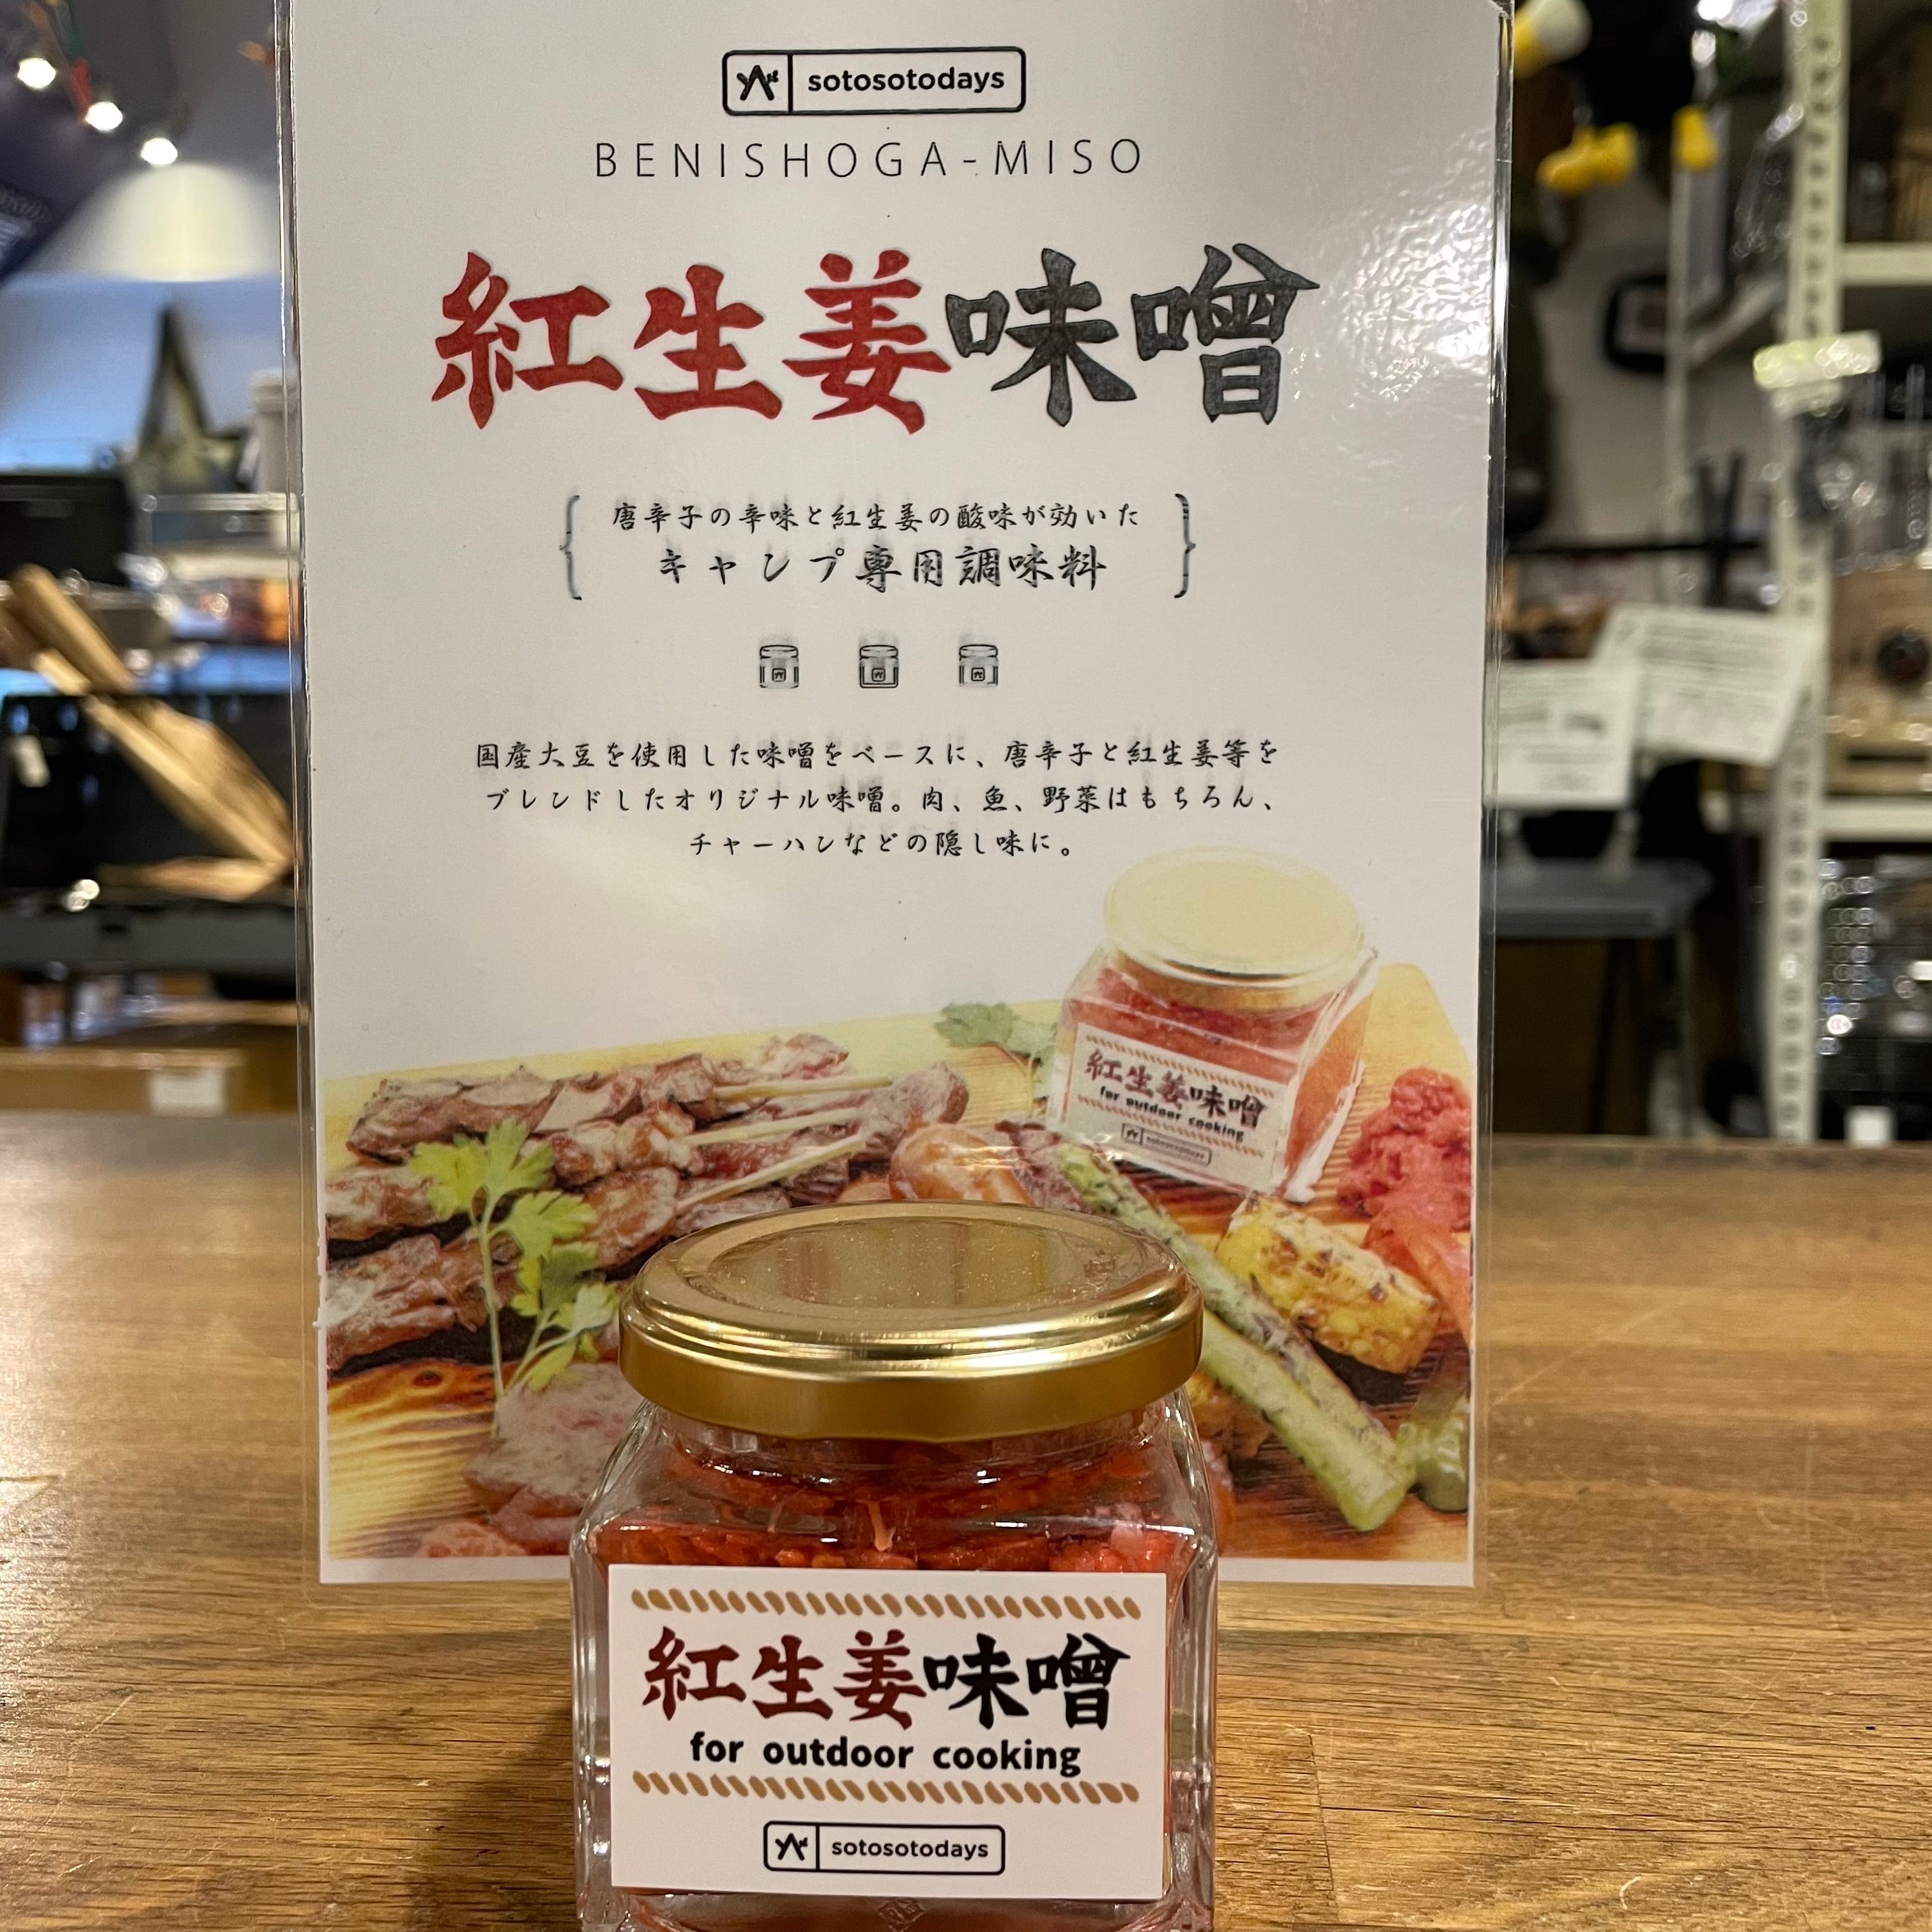 sotosotodays
BENISHOGA-MISO
紅生姜味噌
唐辛子の辛味と紅生姜の酸味が効いた
キャンプ専用調味料
国産大豆を使用した味噌をベースに、唐辛子と紅生姜等を
ブレンドしたオリジナル味噌。肉、魚、野菜はもちろん、
チャーハンなどの隠し味に。
紅生姜味噌
for outdoor cooking
sotosotodays
紅生姜味噌
for outdoor cooking
sotosotodays